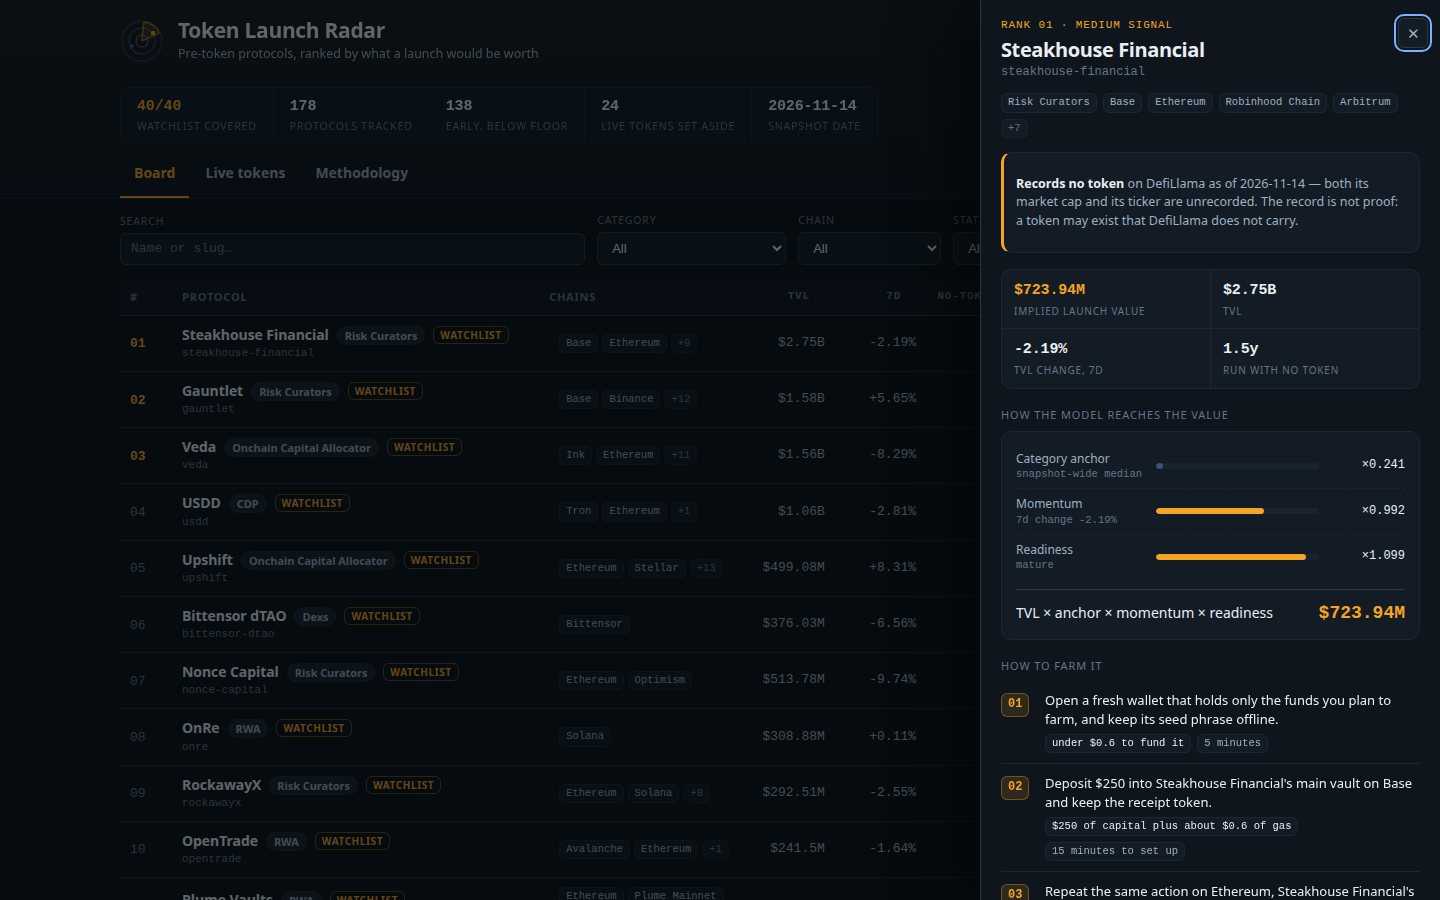 Token Launch Radar
Pre-token protocols, ranked by what a launch would be worth
40/40
WATCHLIST COVERED
178
PROTOCOLS TRACKED
138
EARLY, BELOW FLOOR
24
LIVE TOKENS SET ASIDE
2026-11-14
SNAPSHOT DATE
Board Live tokens Methodology
SEARCH CATEGORY CHAIN STAT
Name or slug… All All Al
# PROTOCOL CHAINS TVL 7D NO-TOK
01 Steakhouse Financial Risk Curators WATCHLIST Base Ethereum +9 $2.75B -2.19%
steakhouse-financial
02 Gauntlet Risk Curators WATCHLIST Base Binance +12 $1.58B +5.65%
gauntlet
03 Veda Onchain Capital Allocator WATCHLIST Ink Ethereum +11 $1.56B -8.29%
veda
04 USDD CDP WATCHLIST Tron Ethereum +1 $1.06B -2.81%
usdd
05 Upshift Onchain Capital Allocator WATCHLIST Ethereum Stellar +13 $499.08M +8.31%
upshift
06 Bittensor dTAO Dexs WATCHLIST Bittensor $376.03M -6.56%
bittensor-dtao
07 Nonce Capital Risk Curators WATCHLIST Ethereum Optimism $513.78M -9.74%
nonce-capital
08 OnRe RWA WATCHLIST Solana $308.88M +0.11%
onre
09 RockawayX Risk Curators WATCHLIST Ethereum Solana +8 $292.51M -2.55%
rockawayx
10 OpenTrade RWA WATCHLIST Avalanche Ethereum +1 $241.5M -1.64%
opentrade
Plume Vaults RWA WATCHLIST Ethereum Plume Mainnet
RANK 01 · MEDIUM SIGNAL
Steakhouse Financial
steakhouse-financial
Risk Curators Base Ethereum Robinhood Chain Arbitrum
+7
Records no token on DefiLlama as of 2026-11-14 — both its
market cap and its ticker are unrecorded. The record is not proof:
a token may exist that DefiLlama does not carry.
$723.94M
IMPLIED LAUNCH VALUE
$2.75B
TVL
-2.19%
TVL CHANGE, 7D
1.5y
RUN WITH NO TOKEN
HOW THE MODEL REACHES THE VALUE
Category anchor ×0.241
snapshot-wide median
Momentum ×0.992
7d change -2.19%
Readiness ×1.099
mature
TVL × anchor × momentum × readiness $723.94M
HOW TO FARM IT
01 Open a fresh wallet that holds only the funds you plan to
farm, and keep its seed phrase offline.
under $0.6 to fund it 5 minutes
02 Deposit $250 into Steakhouse Financial's main vault on Base
and keep the receipt token.
$250 of capital plus about $0.6 of gas
15 minutes to set up
03 Repeat the same action on Ethereum, Steakhouse Financial's